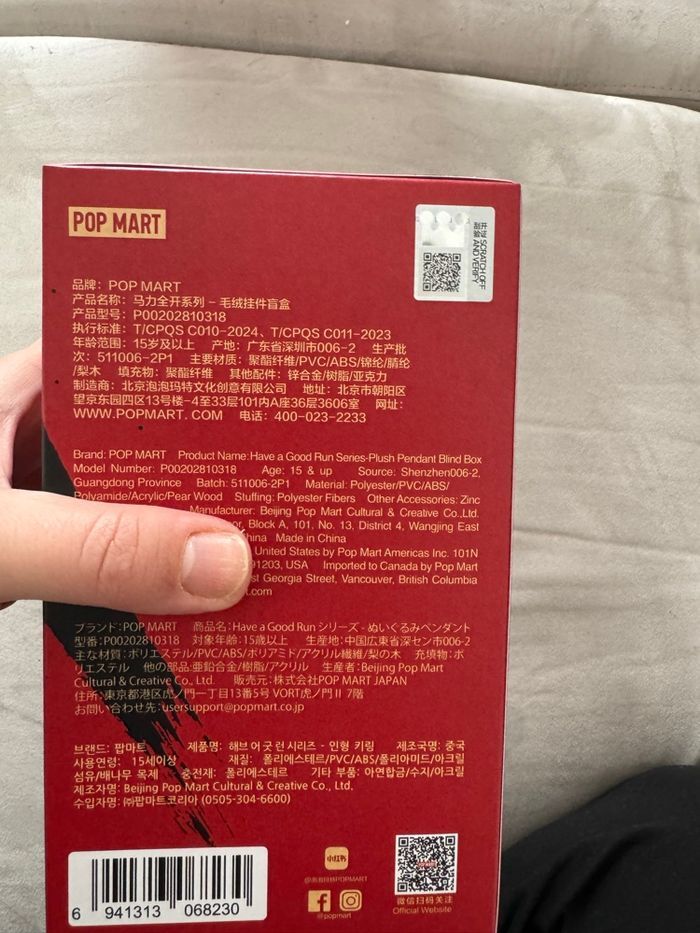 POP MART
此处 SCRATCH OFF
AND VERIFY
品牌：POP MART
产品名称：马力全开系列 - 毛绒挂件盲盒
产品型号：P00202810318
执行标准：T/CPQS C010-2024、T/CPQS C011-2023
年龄范围：15岁及以上 产地：广东省深圳市006-2 生产批
次：511006-2P1 主要材质：聚酯纤维/PVC/ABS/锦纶/腈纶
/梨木 填充物：聚酯纤维 其他配件：锌合金/树脂/亚克力
制造商：北京泡泡玛特文化创意有限公司 地址：北京市朝阳区
望京东园四区13号楼-4至33层101内A座36层3606室 网址：
WWW.POPMART.COM 电话：400-023-2233
Brand: POP MART Product Name: Have a Good Run Series-Plush Pendant Blind Box
Model Number: P00202810318 Age: 15 & up Source: Shenzhen006-2,
Guangdong Province Batch: 511006-2P1 Material: Polyester/PVC/ABS/
Polyamide/Acrylic/Pear Wood Stuffing: Polyester Fibers Other Accessories: Zinc
Manufacturer: Beijing Pop Mart Cultural & Creative Co.,Ltd.
Block A, 101, No. 13, District 4, Wangjing East
Made in China
United States by Pop Mart Americas Inc. 101N
91203, USA Imported to Canada by Pop Mart
Georgia Street, Vancouver, British Columbia
ブランド：POP MART 商品名：Have a Good Run シリーズ - ぬいぐるみペンダント
型番：P00202810318 対象年齢：15歳以上 生産地：中国広東省深セン市006-2
主な材質：ポリエステル/PVC/ABS/ポリアミド/アクリル繊維/梨の木 充填物：ポ
リエステル 他の部品：亜鉛合金/樹脂/アクリル 生産者：Beijing Pop Mart
Cultural & Creative Co., Ltd. 販売元：株式会社POP MART JAPAN
住所：東京都港区虎ノ門一丁目13番5号 VORT虎ノ門Ⅱ 7階
お問い合わせ先：usersupport@popmart.co.jp
브랜드: 팝마트 제품명: 해브 어 굿 런 시리즈 - 인형 키링 제조국명: 중국
사용연령: 15세이상 재질: 폴리에스테르/PVC/ABS/폴리아미드/아크릴
섬유/배나무 목제 충전재: 폴리에스테르 기타 부품: 아연합금/수지/아크릴
제조자명: Beijing Pop Mart Cultural & Creative Co., Ltd.
수입자명: ㈜팝마트코리아 (0505-304-6600)
小红书
@泡泡玛特POPMART
@popmart
微信扫码关注
Official Website
6 941313 068230